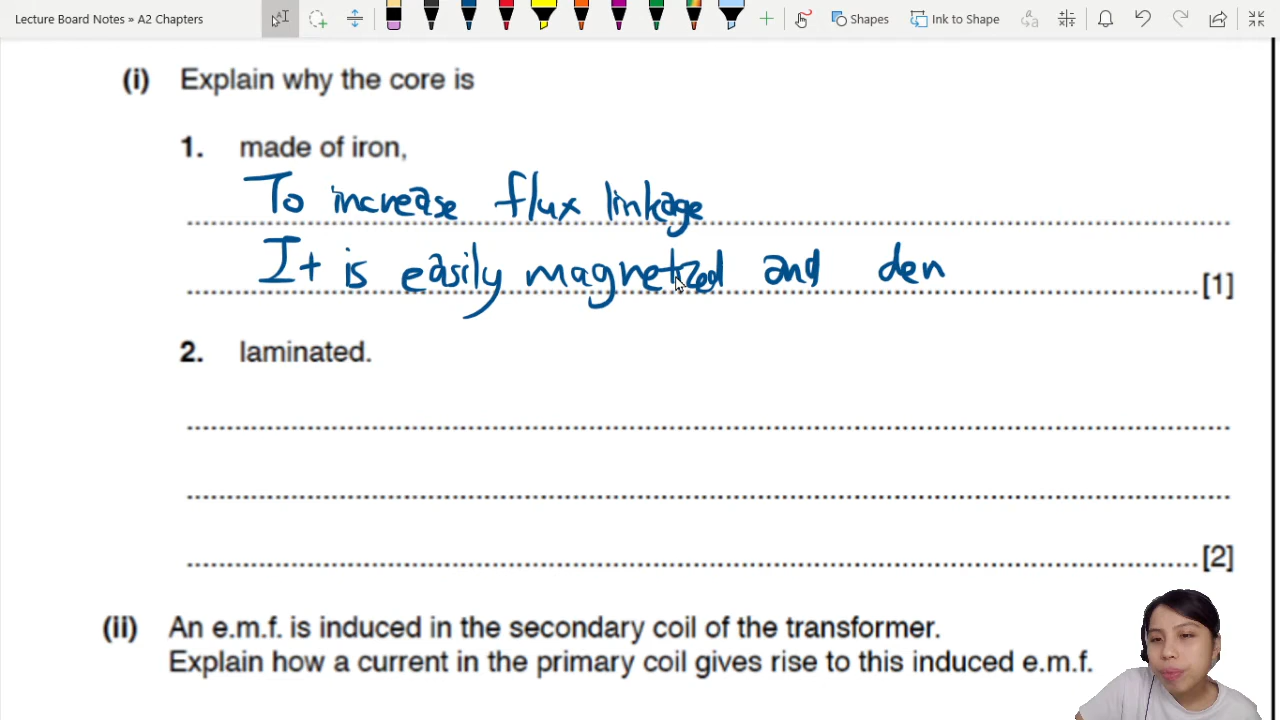 Lecture Board Notes » A2 Chapters
Shapes
Ink to Shape
(i) Explain why the core is
1. made of iron,
To increase flux linkage
It is easily magnetized and den
[1]
2. laminated.
[2]
(ii) An e.m.f. is induced in the secondary coil of the transformer.
Explain how a current in the primary coil gives rise to this induced e.m.f.